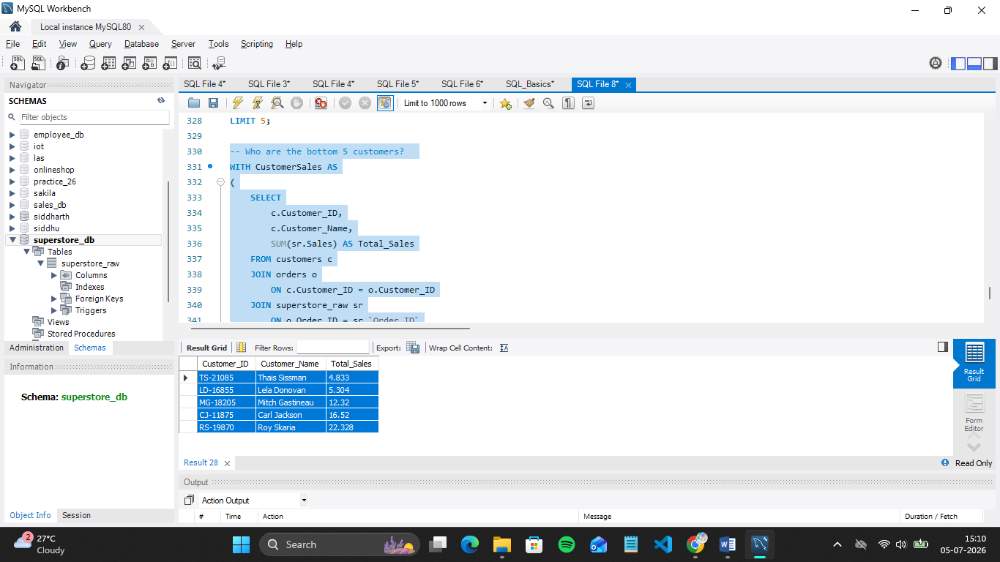 MySQL Workbench
Local instance MySQL80
File Edit View Query Database Server Tools Scripting Help
Navigator
SCHEMAS
Filter objects
employee_db
iot
las
onlineshop
practice_26
sakila
sales_db
siddharth
siddhu
superstore_db
Tables
superstore_raw
Columns
Indexes
Foreign Keys
Triggers
Views
Stored Procedures
Administration Schemas
Information
Schema: superstore_db
Object Info Session
SQL File 4* SQL File 3* SQL File 4* SQL File 5* SQL File 6* SQL_Basics* SQL File 8*
Limit to 1000 rows
328 LIMIT 5;
329
330 -- Who are the bottom 5 customers?
331 WITH CustomerSales AS
332 (
333 SELECT
334 c.Customer_ID,
335 c.Customer_Name,
336 SUM(sr.Sales) AS Total_Sales
337 FROM customers c
338 JOIN orders o
339 ON c.Customer_ID = o.Customer_ID
340 JOIN superstore_raw sr
341 ON o.Order_ID = sr.`Order ID`
Result Grid Filter Rows: Export: Wrap Cell Content:
Customer_ID Customer_Name Total_Sales
TS-21085 Thais Sissman 4.833
LD-16855 Lela Donovan 5.304
MG-18205 Mitch Gastineau 12.32
CJ-11875 Carl Jackson 16.52
RS-19870 Roy Skaria 22.328
Result Grid
Form Editor
Result 28
Read Only
Output
Action Output
# Time Action Message Duration / Fetch
2
27°C
Cloudy
Search
15:10
05-07-2026